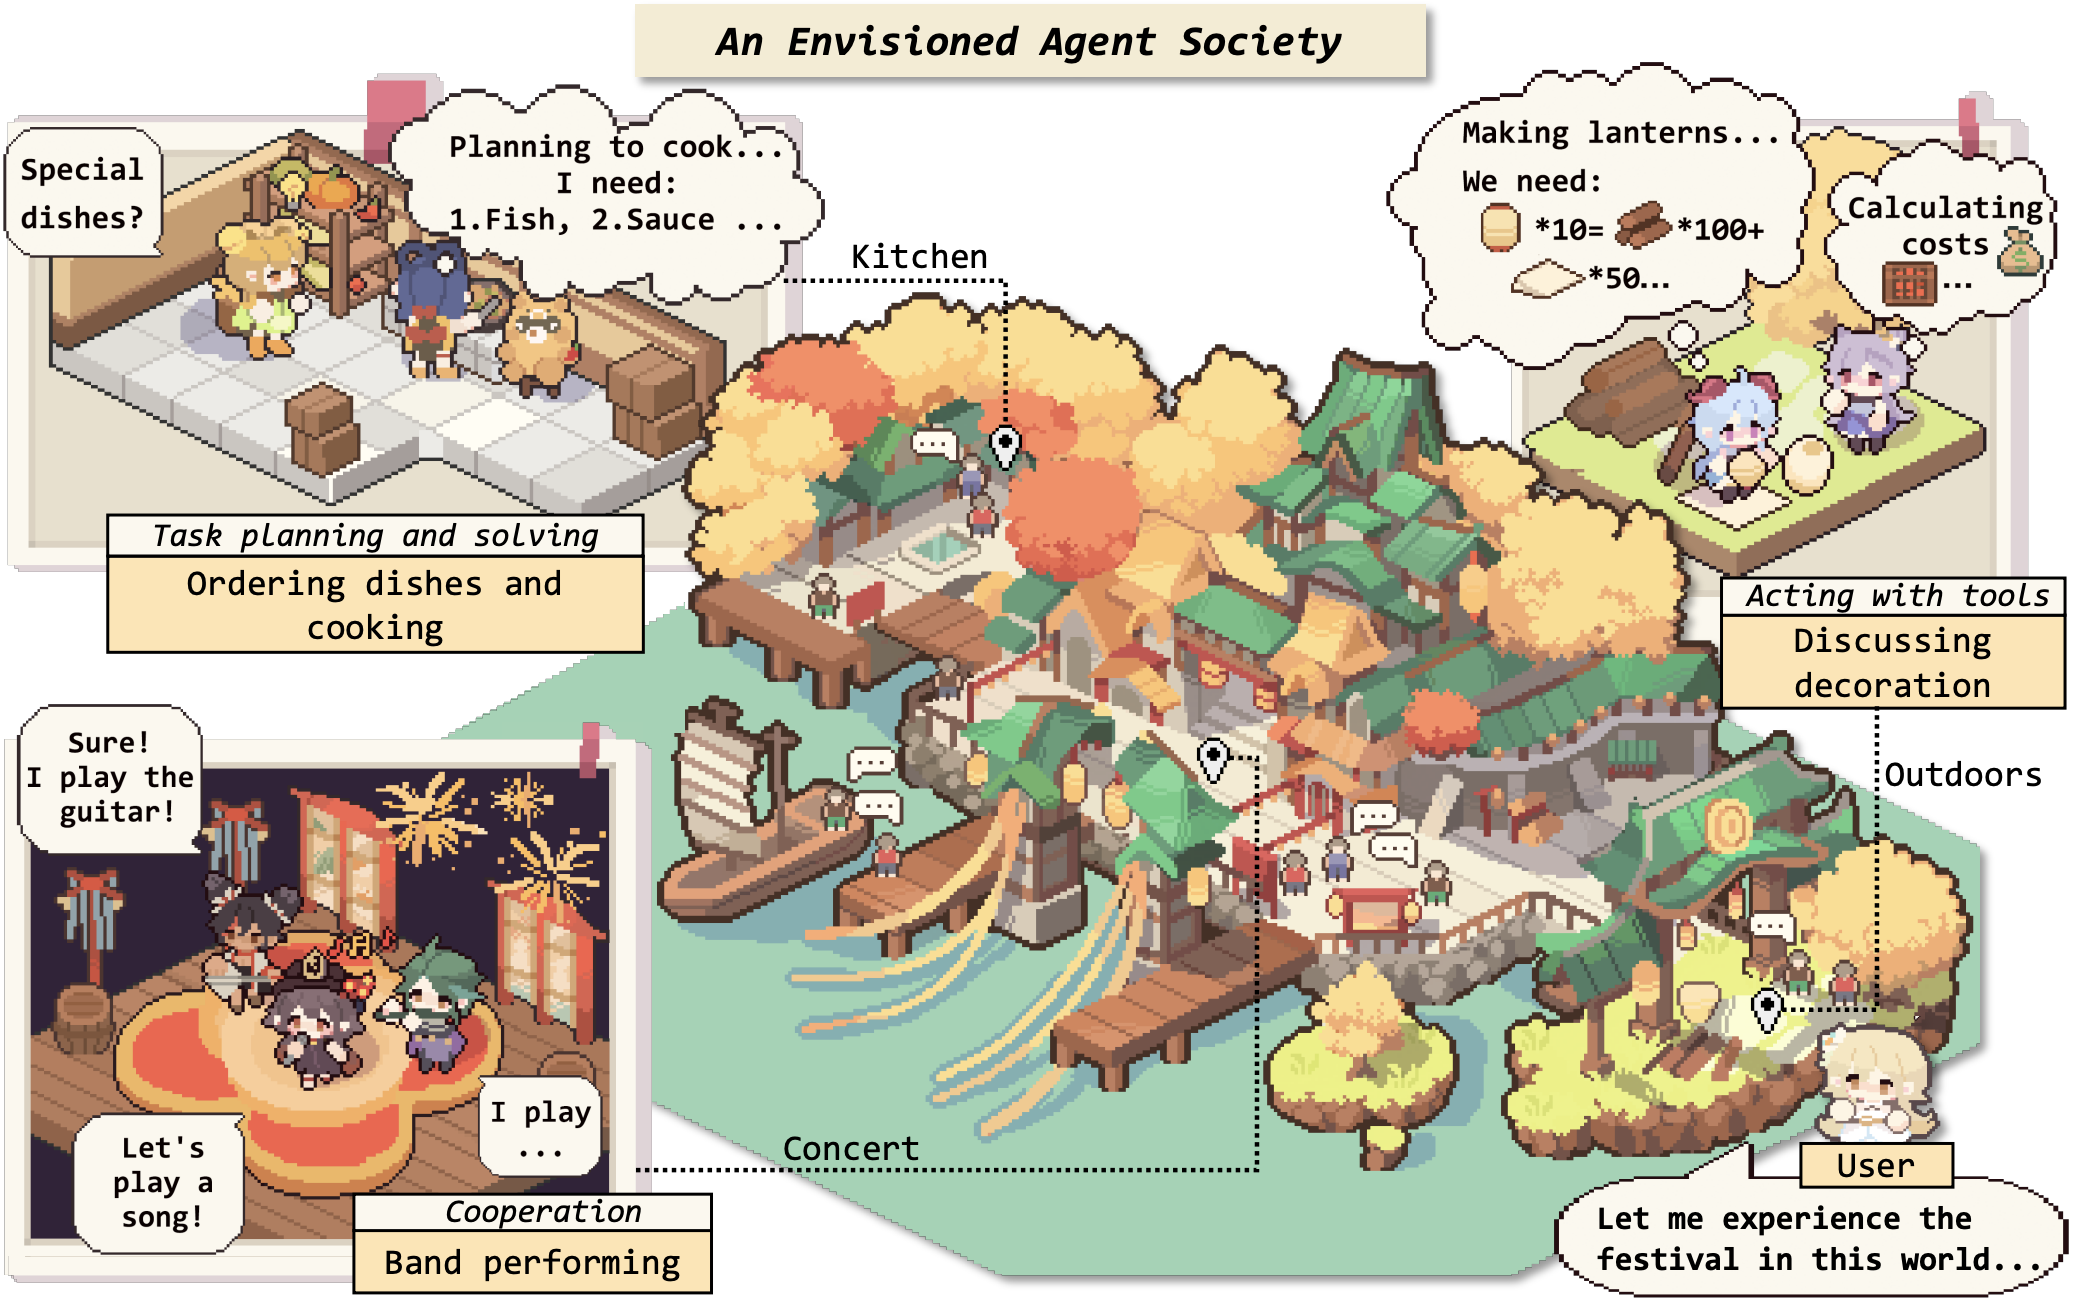 An Envisioned Agent Society
Special
dishes?
Planning to cook...
I need:
1.Fish, 2.Sauce ...
Kitchen
Task planning and solving
Ordering dishes and
cooking
Making lanterns...
We need:
*10= *100+
*50...
Calculating
costs
...
Acting with tools
Discussing
decoration
Outdoors
Sure!
I play the
guitar!
Let's
play a
song!
I play
...
Concert
Cooperation
Band performing
User
Let me experience the
festival in this world...